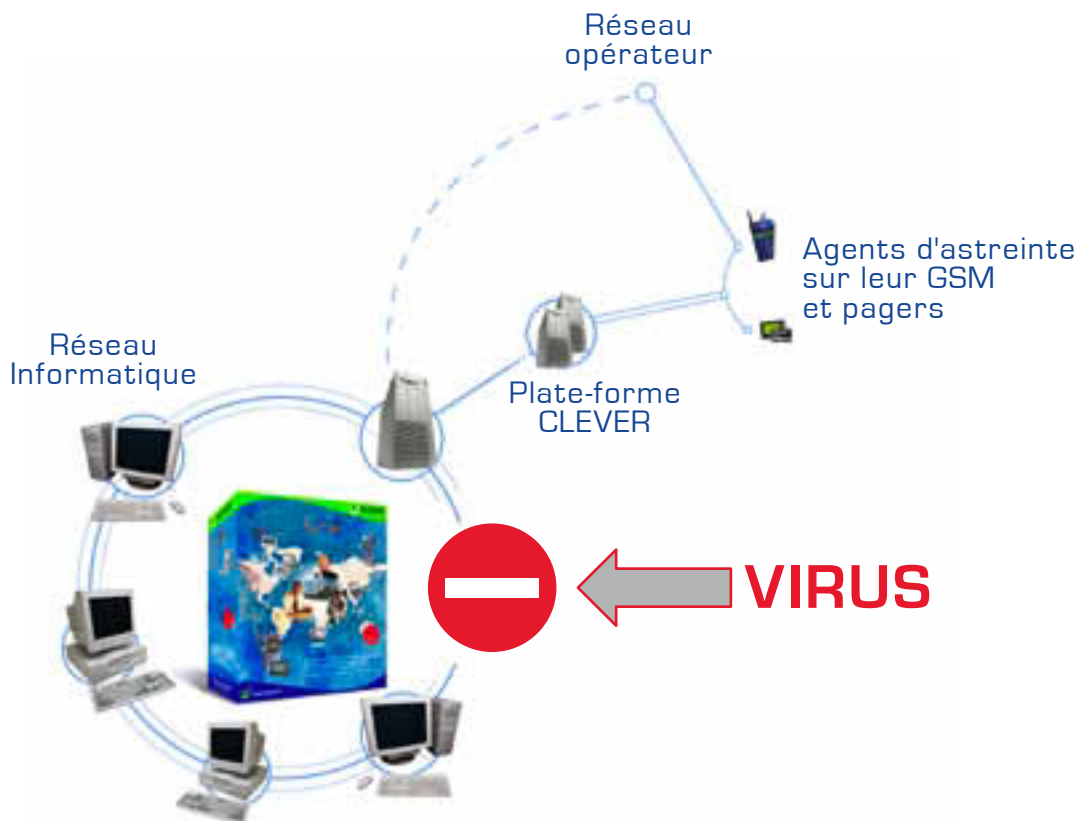 Réseau
opérateur
Agents d'astreinte
sur leur GSM
et pagers
Réseau
Informatique
Plate-forme
CLEVER
VIRUS